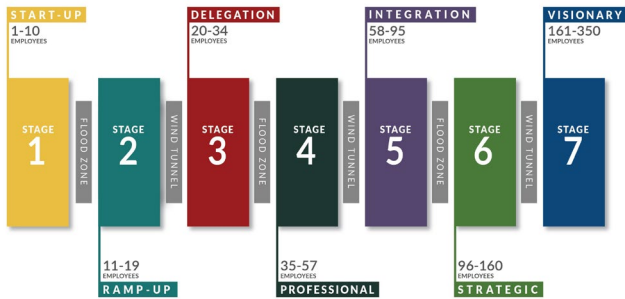 START-UP
1-10
EMPLOYEES
DELEGATION
20-34
EMPLOYEES
INTEGRATION
58-95
EMPLOYEES
VISIONARY
161-350
EMPLOYEES
STAGE
1
FLOOD ZONE
STAGE
2
WIND TUNNEL
STAGE
3
FLOOD ZONE
STAGE
4
WIND TUNNEL
STAGE
5
FLOOD ZONE
STAGE
6
WIND TUNNEL
STAGE
7
11-19
EMPLOYEES
RAMP-UP
35-57
EMPLOYEES
PROFESSIONAL
96-160
EMPLOYEES
STRATEGIC